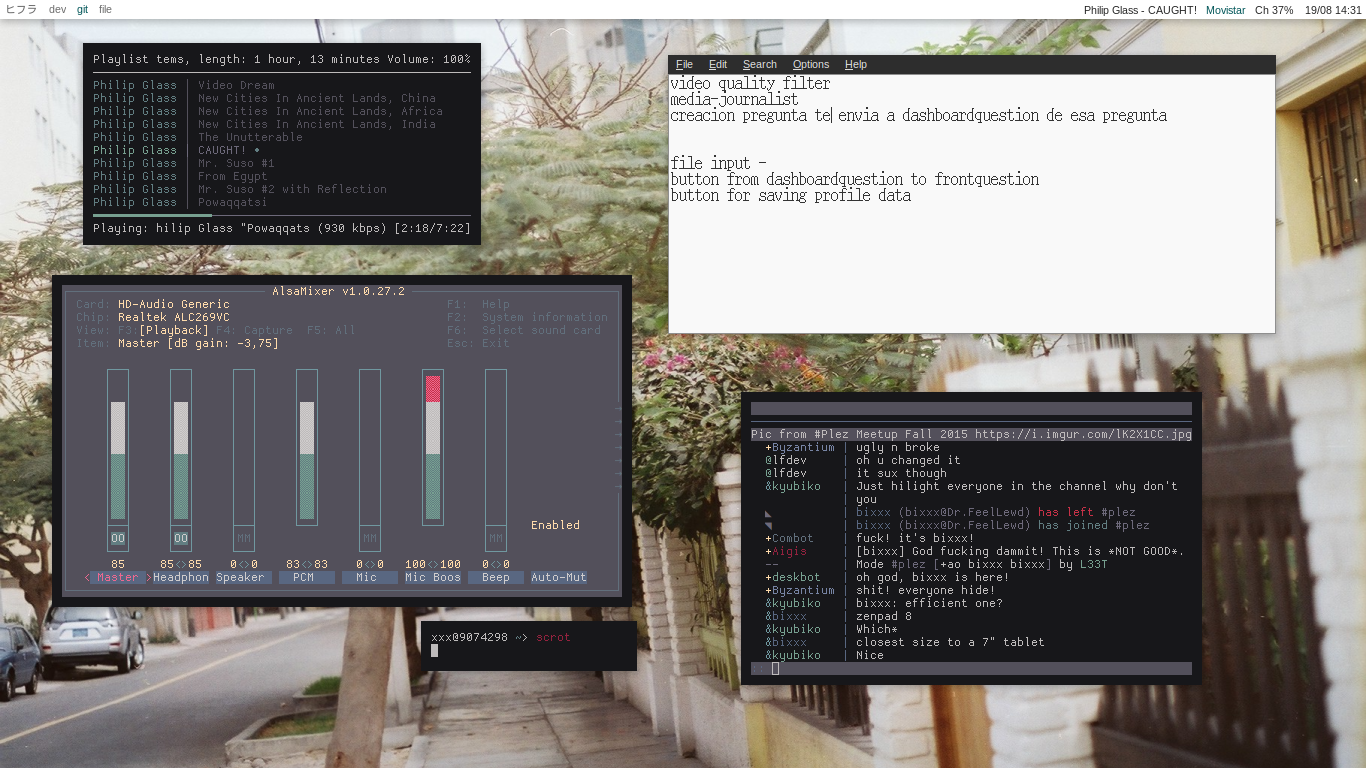 ヒフラ dev git file
Philip Glass - CAUGHT! Movistar Ch 37% 19/08 14:31
Playlist tems, length: 1 hour, 13 minutes Volume: 100%
Philip Glass | Video Dream
Philip Glass | New Cities In Ancient Lands, China
Philip Glass | New Cities In Ancient Lands, Africa
Philip Glass | New Cities In Ancient Lands, India
Philip Glass | The Unutterable
Philip Glass | CAUGHT! •
Philip Glass | Mr. Suso #1
Philip Glass | From Egypt
Philip Glass | Mr. Suso #2 with Reflection
Philip Glass | Powaqqatsi
Playing: hilip Glass "Powaqqats (930 kbps) [2:18/7:22]
File Edit Search Options Help
video quality filter
media-journalist
creacion pregunta te envia a dashboardquestion de esa pregunta
file input -
button from dashboardquestion to frontquestion
button for saving profile data
AlsaMixer v1.0.27.2
Card: HD-Audio Generic F1: Help
Chip: Realtek ALC269VC F2: System information
View: F3:[Playback] F4: Capture F5: All F6: Select sound card
Item: Master [dB gain: -3,75] Esc: Exit
Enabled
OO OO MM MM MM
85 85<>85 0<>0 83<>83 0<>0 100<>100 0<>0
< Master >Headphon Speaker PCM Mic Mic Boos Beep Auto-Mut
xxx@9074298 ~> scrot
Pic from #Plez Meetup Fall 2015 https://i.imgur.com/lK2X1CC.jpg
+Byzantium | ugly n broke
@lfdev | oh u changed it
@lfdev | it sux though
&kyubiko | Just hilight everyone in the channel why don't
| you
◣ | bixxx (bixxx@Dr.FeelLewd) has left #plez
◥ | bixxx (bixxx@Dr.FeelLewd) has joined #plez
+Combot | fuck! it's bixxx!
+Aigis | [bixxx] God fucking dammit! This is *NOT GOOD*.
-- | Mode #plez [+ao bixxx bixxx] by L33T
+deskbot | oh god, bixxx is here!
+Byzantium | shit! everyone hide!
&kyubiko | bixxx: efficient one?
&bixxx | zenpad 8
&kyubiko | Which*
&bixxx | closest size to a 7" tablet
&kyubiko | Nice